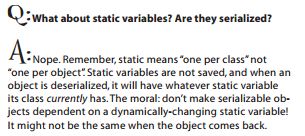 Q: What about static variables? Are they serialized?
A: Nope. Remember, static means “one per class” not
“one per object”. Static variables are not saved, and when an
object is deserialized, it will have whatever static variable
its class currently has. The moral: don’t make serializable ob-
jects dependent on a dynamically-changing static variable!
It might not be the same when the object comes back.